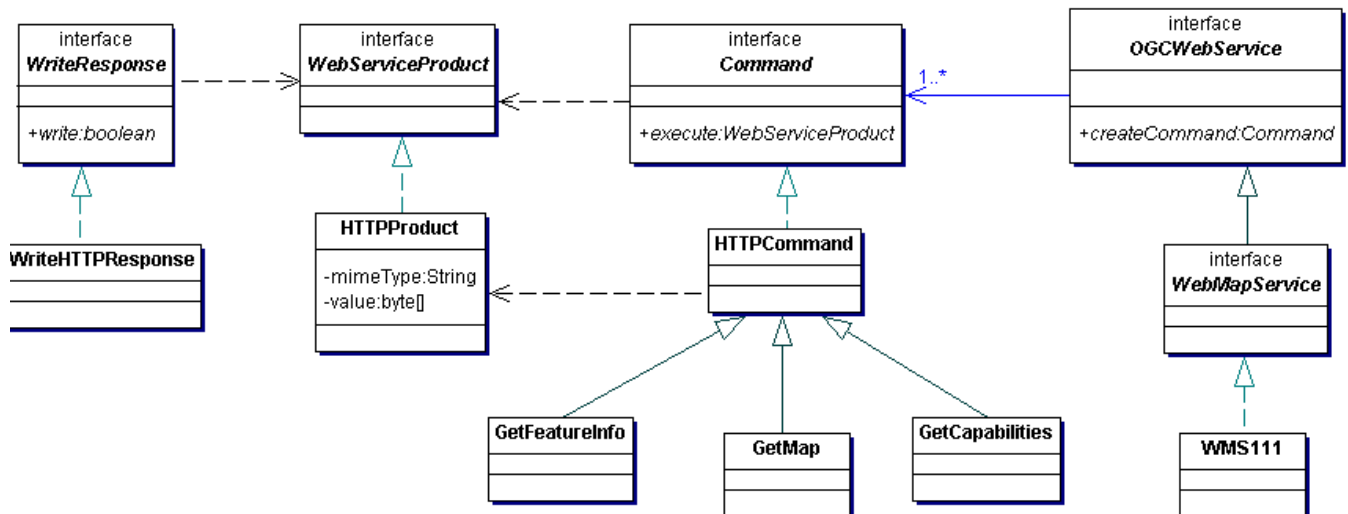 interface
WriteResponse
+write:boolean
interface
WebServiceProduct
interface
Command
+execute:WebServiceProduct
1..*
interface
OGCWebService
+createCommand:Command
WriteHTTPResponse
HTTPProduct
-mimeType:String
-value:byte[]
HTTPCommand
interface
WebMapService
GetFeatureInfo
GetMap
GetCapabilities
WMS111